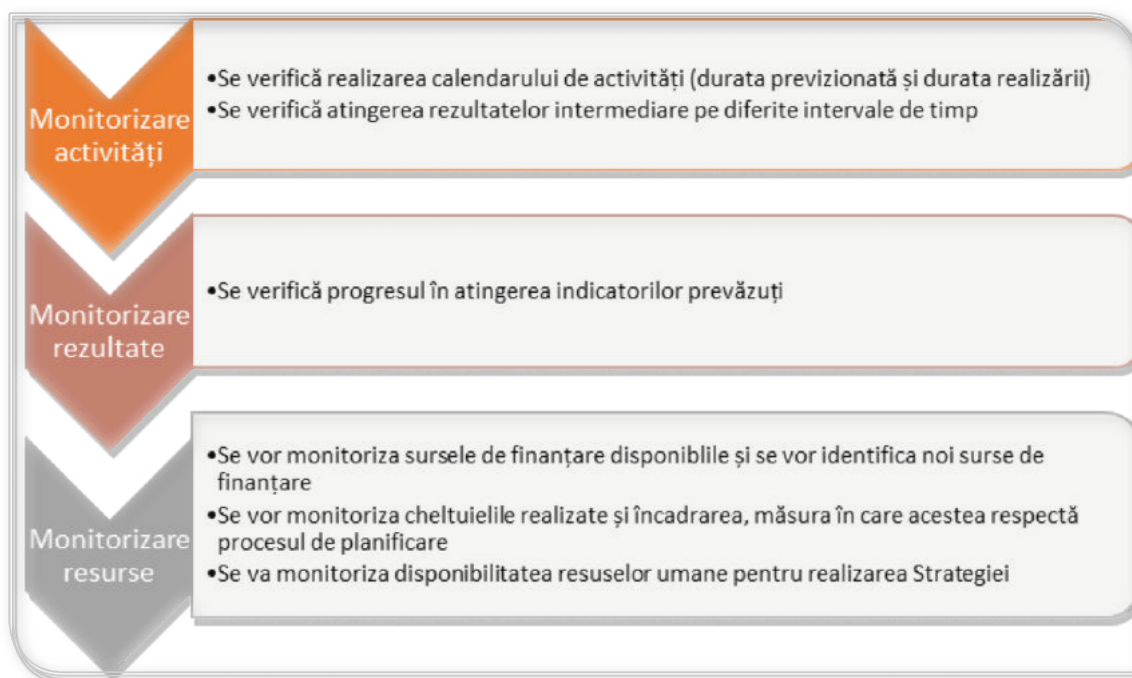 Monitorizare
activități
•Se verifică realizarea calendarului de activități (durata previzionată și durata realizării)
•Se verifică atingerea rezultatelor intermediare pe diferite intervale de timp
Monitorizare
rezultate
•Se verifică progresul în atingerea indicatorilor prevăzuți
Monitorizare
resurse
•Se vor monitoriza sursele de finanțare disponiblile și se vor identifica noi surse de
finanțare
•Se vor monitoriza cheltuielile realizate și încadrarea, măsura în care acestea respectă
procesul de planificare
•Se va monitoriza disponibilitatea resuselor umane pentru realizarea Strategiei